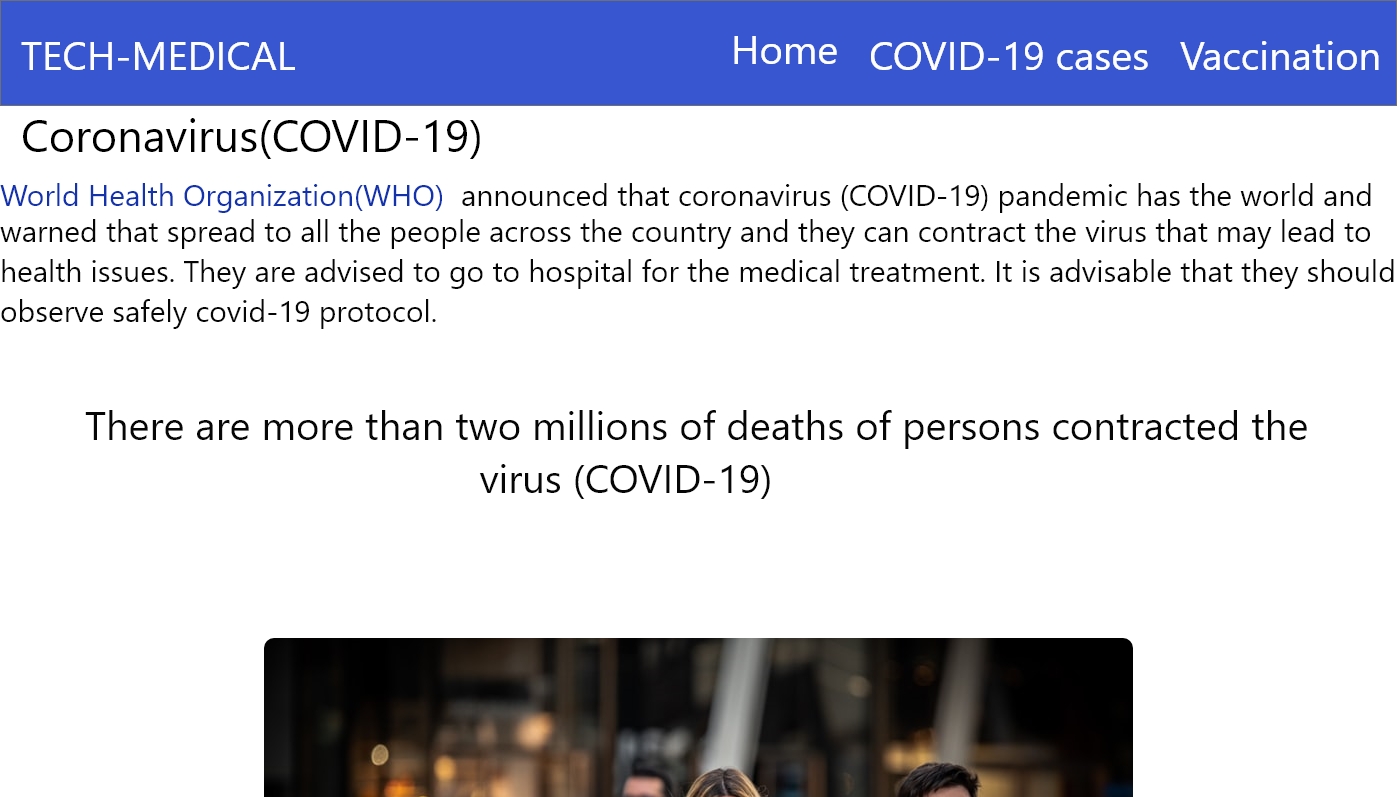 TECH-MEDICAL Home COVID-19 cases Vaccination
Coronavirus(COVID-19)
World Health Organization(WHO) announced that coronavirus (COVID-19) pandemic has the world and
warned that spread to all the people across the country and they can contract the virus that may lead to
health issues. They are advised to go to hospital for the medical treatment. It is advisable that they should
observe safely covid-19 protocol.
There are more than two millions of deaths of persons contracted the
virus (COVID-19)